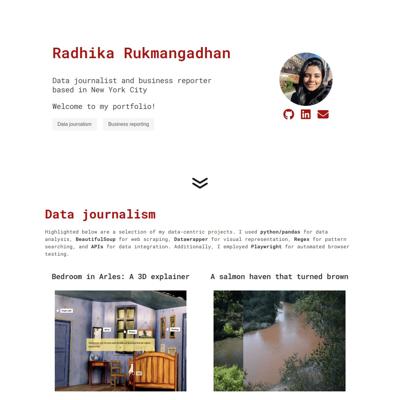 Radhika Rukmangadhan
Data journalist and business reporter
based in New York City
Welcome to my portfolio!
Data journalism
Business reporting
Data journalism
Highlighted below are a selection of my data-centric projects. I used python/pandas for data
analysis, BeautifulSoup for web scraping, Datawrapper for visual representation, Regex for pattern
searching, and APIs for data integration. Additionally, I employed Playwright for automated browser
testing.
Bedroom in Arles: A 3D explainer
A salmon haven that turned brown